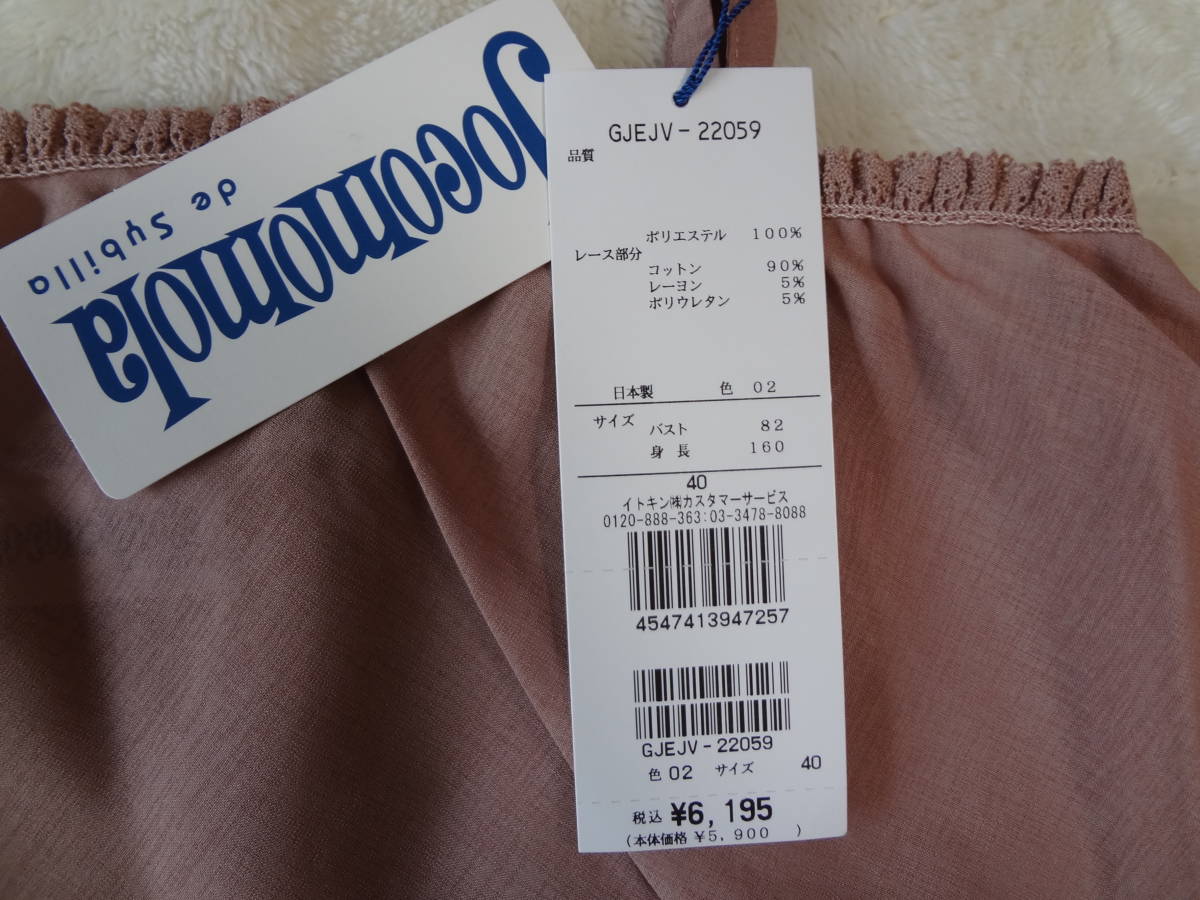 Jocomomola
de Sybilla
GJEJV-22059
品質
ポリエステル 100%
レース部分
コットン 90%
レーヨン 5%
ポリウレタン 5%
日本製 色 02
サイズ
バスト 82
身長 160
40
イトキン㈱カスタマーサービス
0120-888-363:03-3478-8088
4547413947257
GJEJV-22059
色02 サイズ 40
税込 ¥6,195
(本体価格 ¥5,900 )